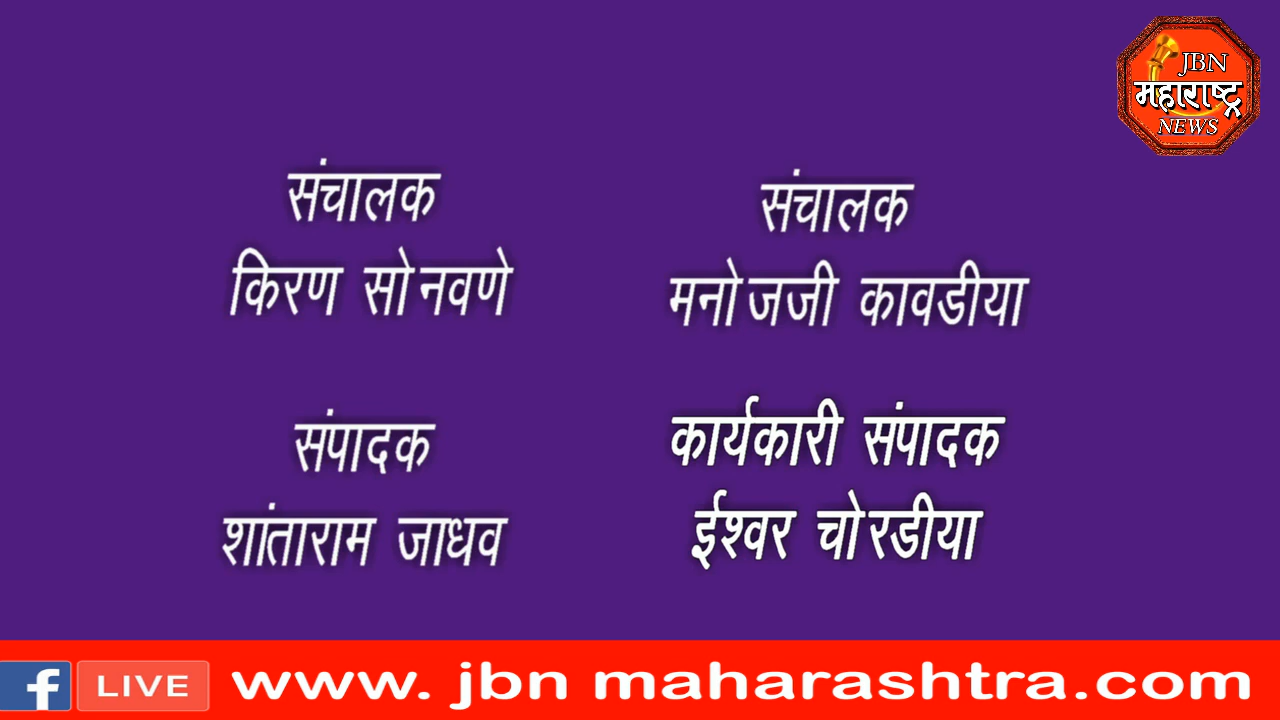 JBN
महाराष्ट्र
NEWS
संचालक
किरण सोनवणे
संचालक
मनोजजी कावडीया
संपादक
शांताराम जाधव
कार्यकारी संपादक
ईश्वर चोरडीया
f LIVE www. jbn maharashtra.com